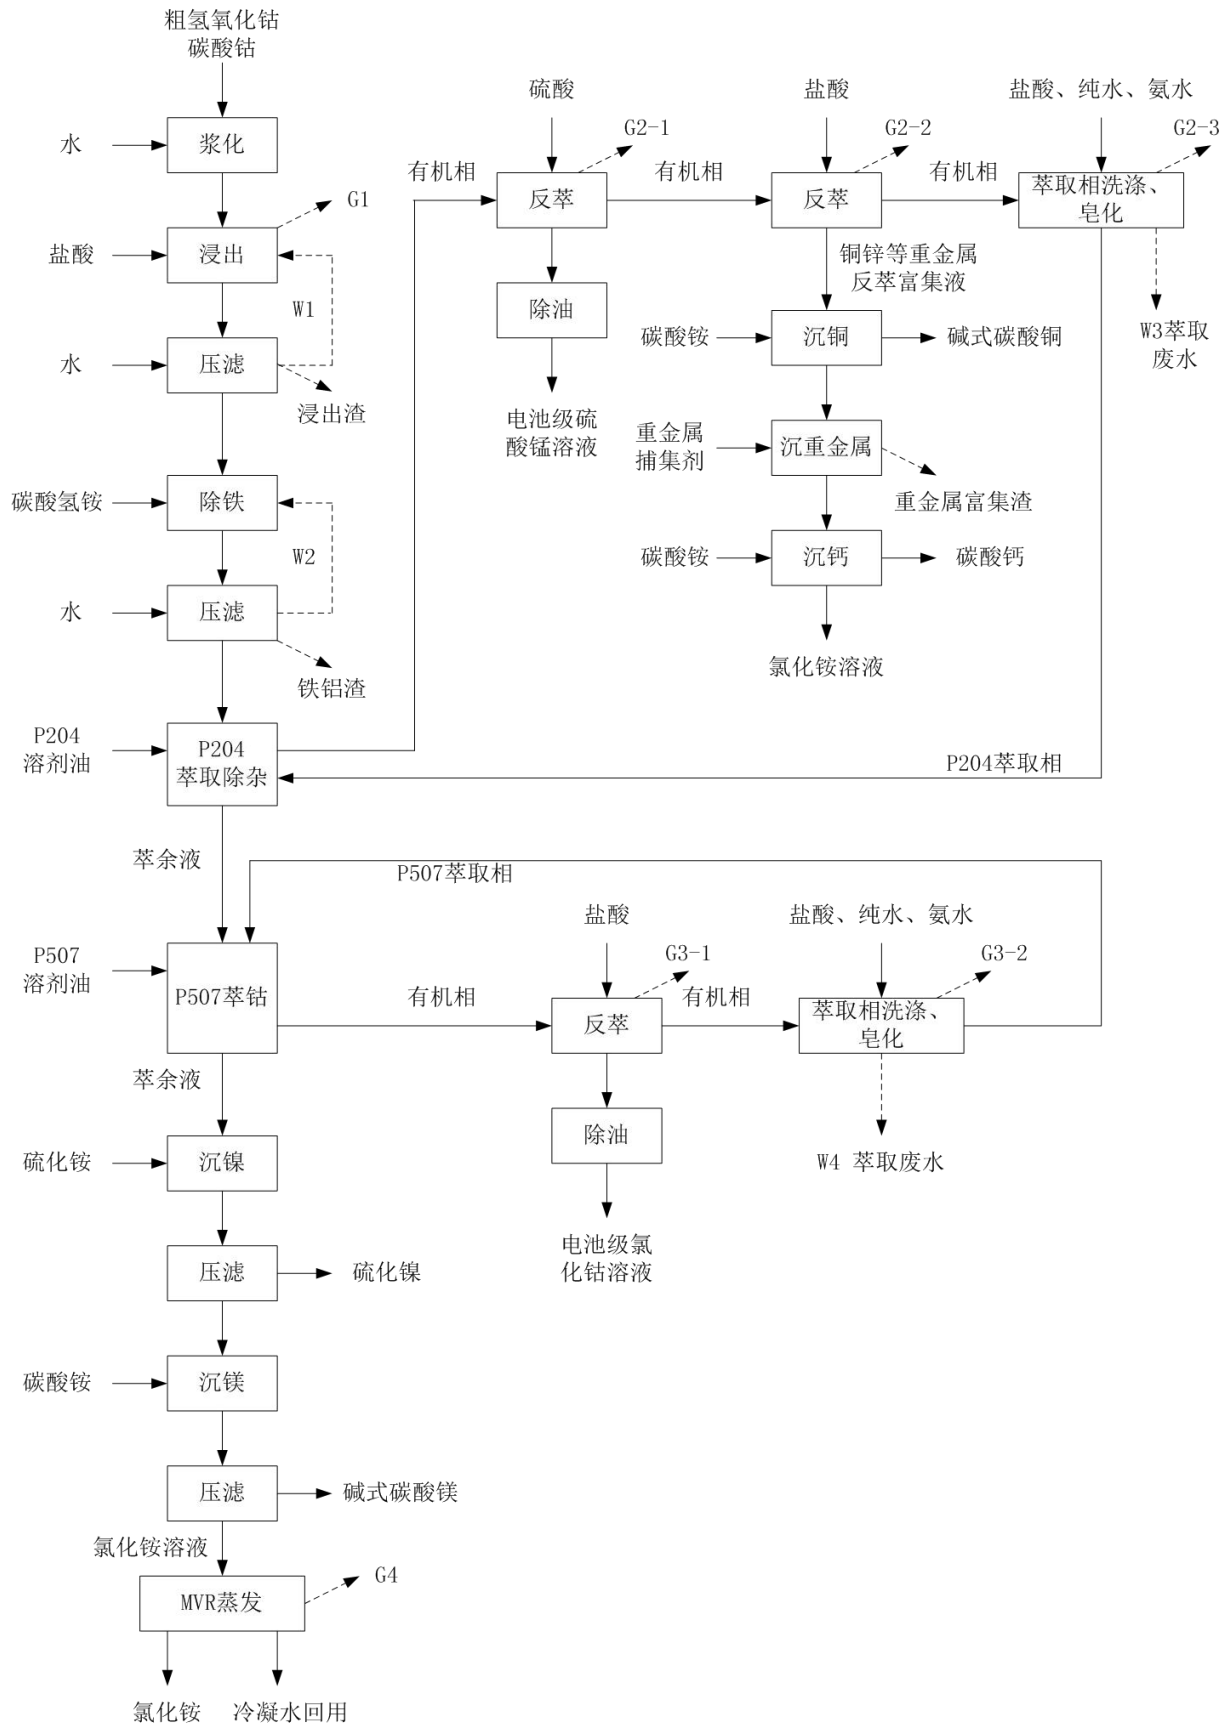 粗氢氧化钴
碳酸钴
水
浆化
盐酸
浸出
G1
W1
水
压滤
浸出渣
碳酸氢铵
除铁
W2
水
压滤
铁铝渣
P204
溶剂油
P204
萃取除杂
有机相
硫酸
反萃
G2-1
除油
电池级硫
酸锰溶液
有机相
盐酸
反萃
G2-2
有机相
盐酸、纯水、氨水
萃取相洗涤、
皂化
G2-3
W3萃取
废水
铜锌等重金属
反萃富集液
碳酸铵
沉铜
碱式碳酸铜
重金属
捕集剂
沉重金属
重金属富集渣
碳酸铵
沉钙
碳酸钙
氯化铵溶液
P204萃取相
萃余液
P507萃取相
P507
溶剂油
P507萃钴
有机相
盐酸
反萃
G3-1
有机相
盐酸、纯水、氨水
萃取相洗涤、
皂化
G3-2
W4 萃取废水
除油
电池级氯
化钴溶液
萃余液
硫化铵
沉镍
压滤
硫化镍
碳酸铵
沉镁
压滤
碱式碳酸镁
氯化铵溶液
MVR蒸发
G4
氯化铵
冷凝水回用